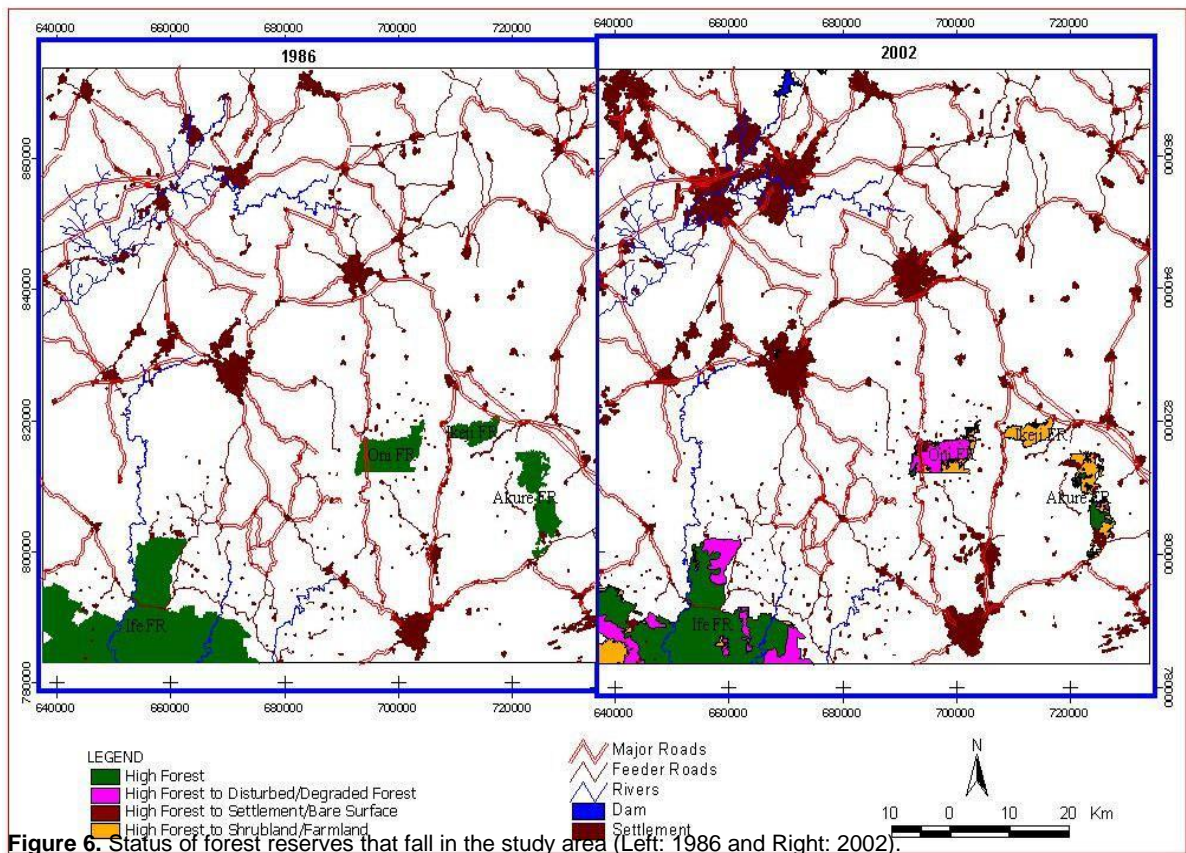 640000 660000 680000 700000 720000 640000 660000 680000 700000 720000
1986 2002
860000 860000
840000 840000
820000 820000
800000 800000
780000 780000
Oni FR Ikeji FR Oni FR Ikeji FR
Akure FR Akure FR
Ife FR Ife FR
640000 660000 680000 700000 720000 640000 660000 680000 700000 720000
LEGEND
High Forest
High Forest to Disturbed/Degraded Forest
High Forest to Settlement/Bare Surface
High Forest to Shrubland/Farmland
Major Roads
Feeder Roads
Rivers
Dam
Settlement
N
10 0 10 20 Km
Figure 6. Status of forest reserves that fall in the study area (Left: 1986 and Right: 2002).